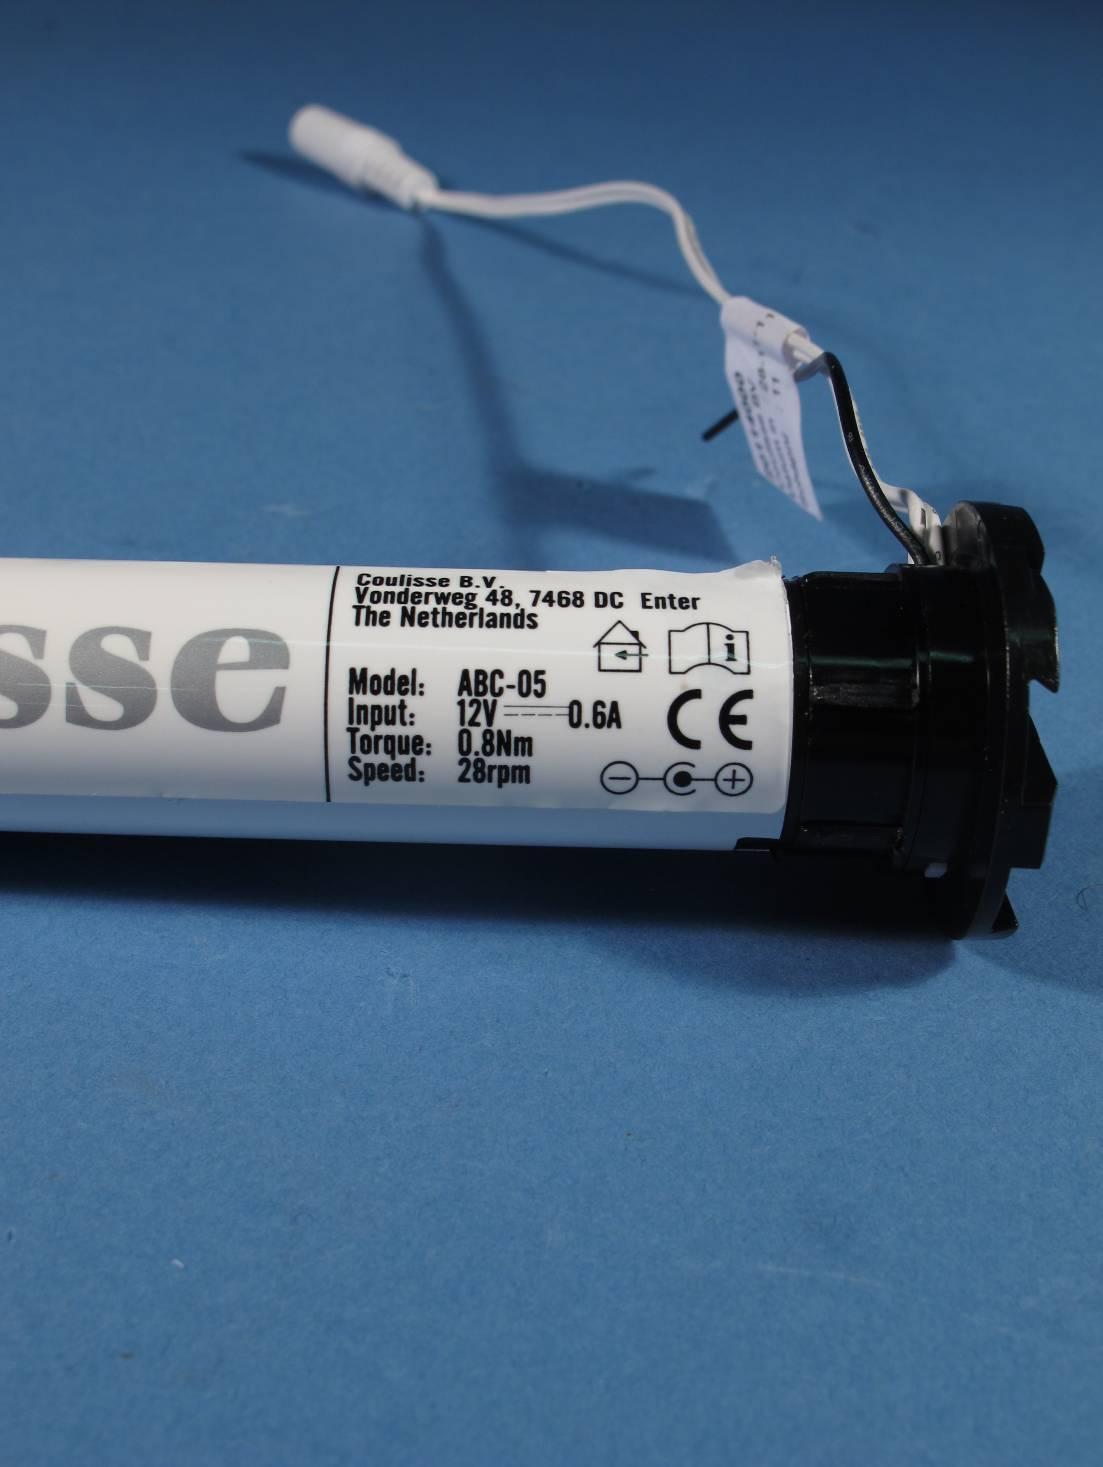 sse
Coulisse B.V.
Vonderweg 48, 7468 DC Enter
The Netherlands
Model: ABC-05
Input: 12V 0.6A
Torque: 0.8Nm
Speed: 28rpm
CE